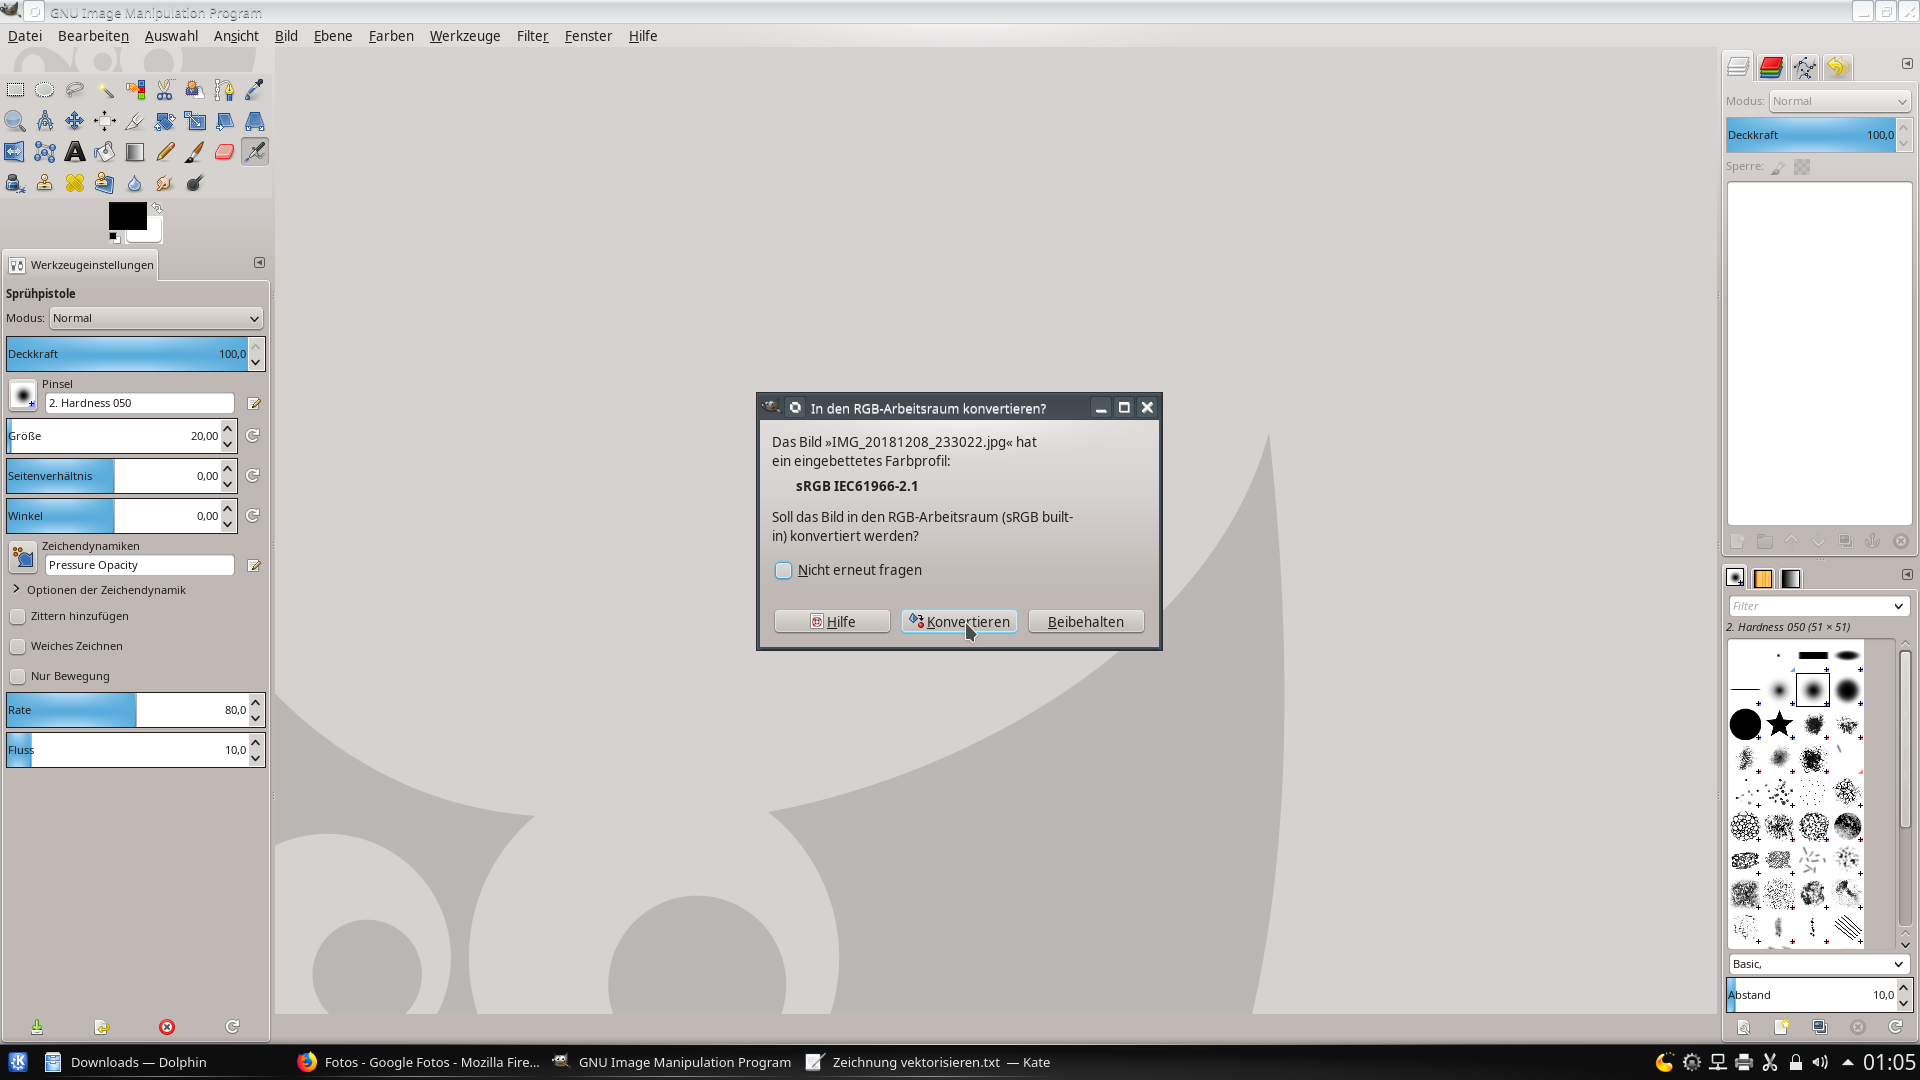 GNU Image Manipulation Program
Datei Bearbeiten Auswahl Ansicht Bild Ebene Farben Werkzeuge Filter Fenster Hilfe
Werkzeugeinstellungen
Sprühpistole
Modus: Normal
Deckkraft 100,0
Pinsel
2. Hardness 050
Größe 20,00
Seitenverhältnis 0,00
Winkel 0,00
Zeichendynamiken
Pressure Opacity
Optionen der Zeichendynamik
Zittern hinzufügen
Weiches Zeichnen
Nur Bewegung
Rate 80,0
Fluss 10,0
In den RGB-Arbeitsraum konvertieren?
Das Bild »IMG_20181208_233022.jpg« hat
ein eingebettetes Farbprofil:
sRGB IEC61966-2.1
Soll das Bild in den RGB-Arbeitsraum (sRGB built-
in) konvertiert werden?
Nicht erneut fragen
Hilfe Konvertieren Beibehalten
Modus: Normal
Deckkraft 100,0
Sperre:
Filter
2. Hardness 050 (51 × 51)
Basic,
Abstand 10,0
Downloads — Dolphin Fotos - Google Fotos - Mozilla Fire... GNU Image Manipulation Program Zeichnung vektorisieren.txt — Kate 01:05